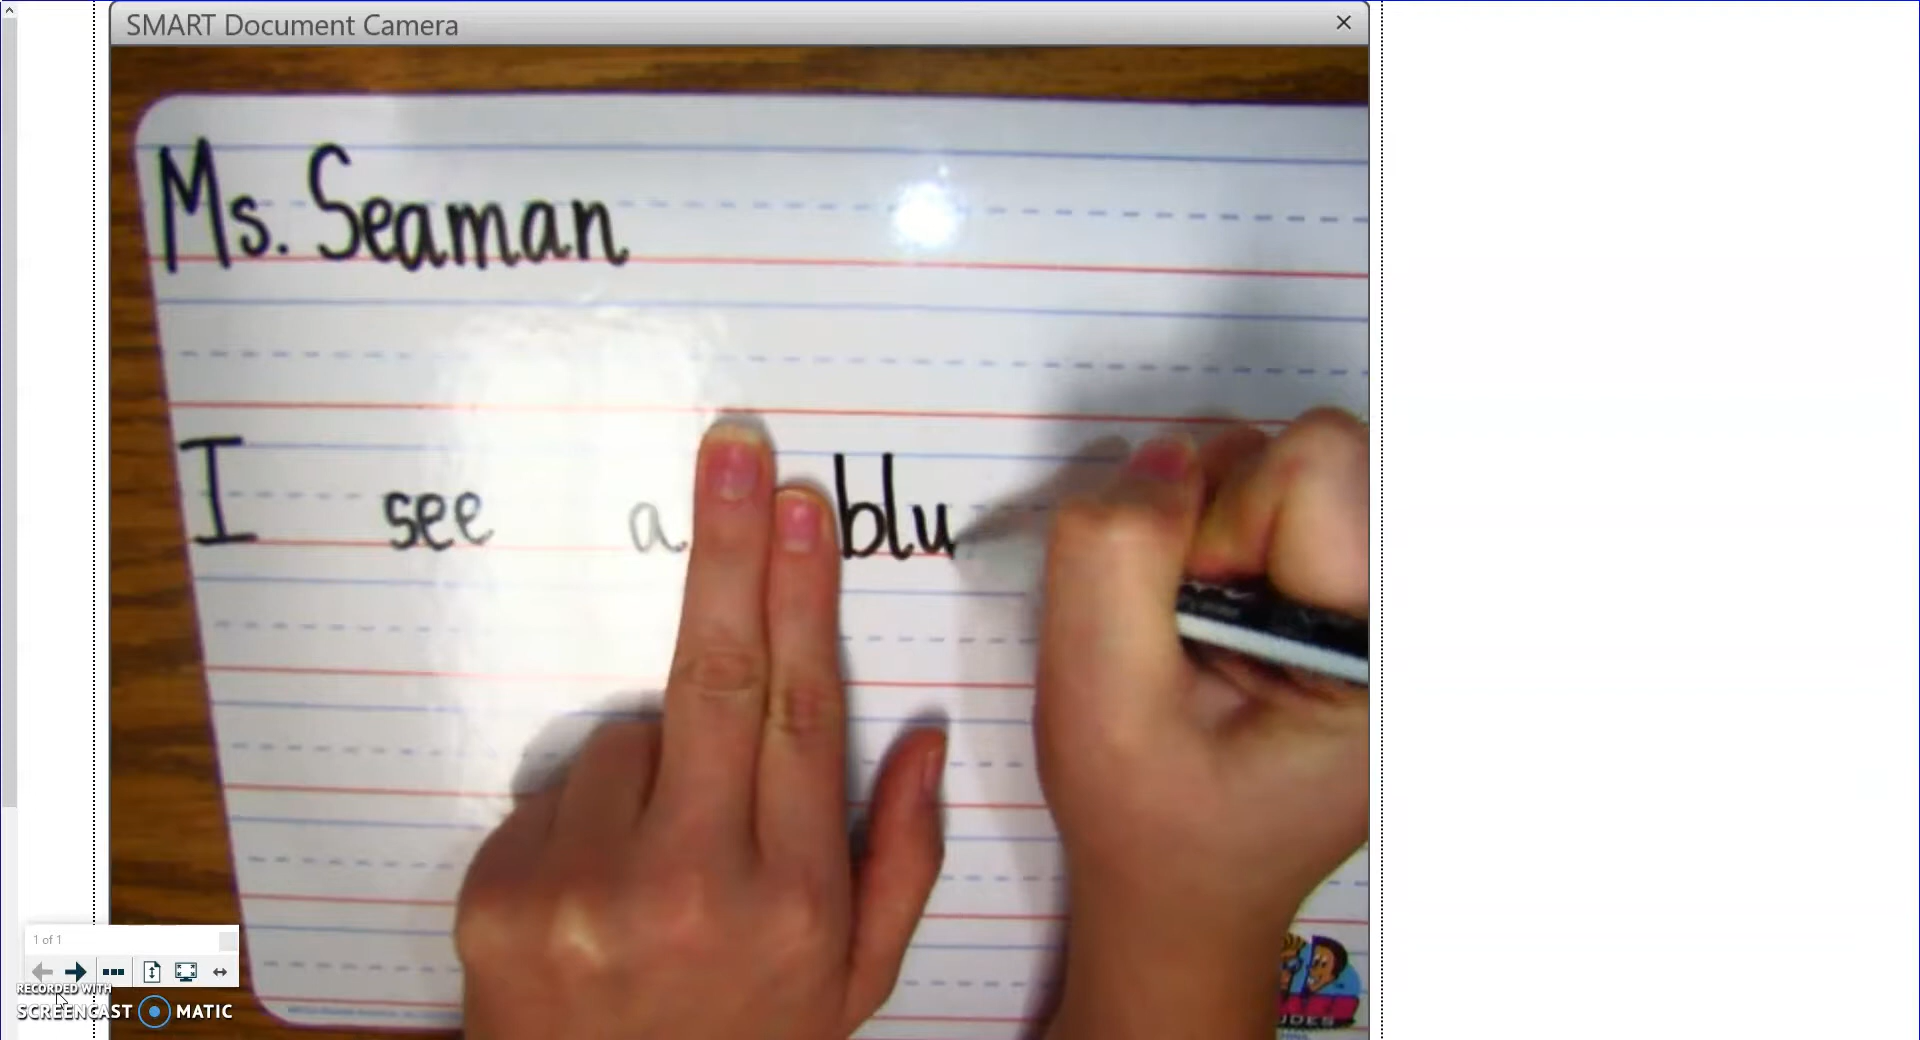 SMART Document Camera
Ms. Seaman
I see a blu
1 of 1
RECORDED WITH
SCREENCAST MATIC